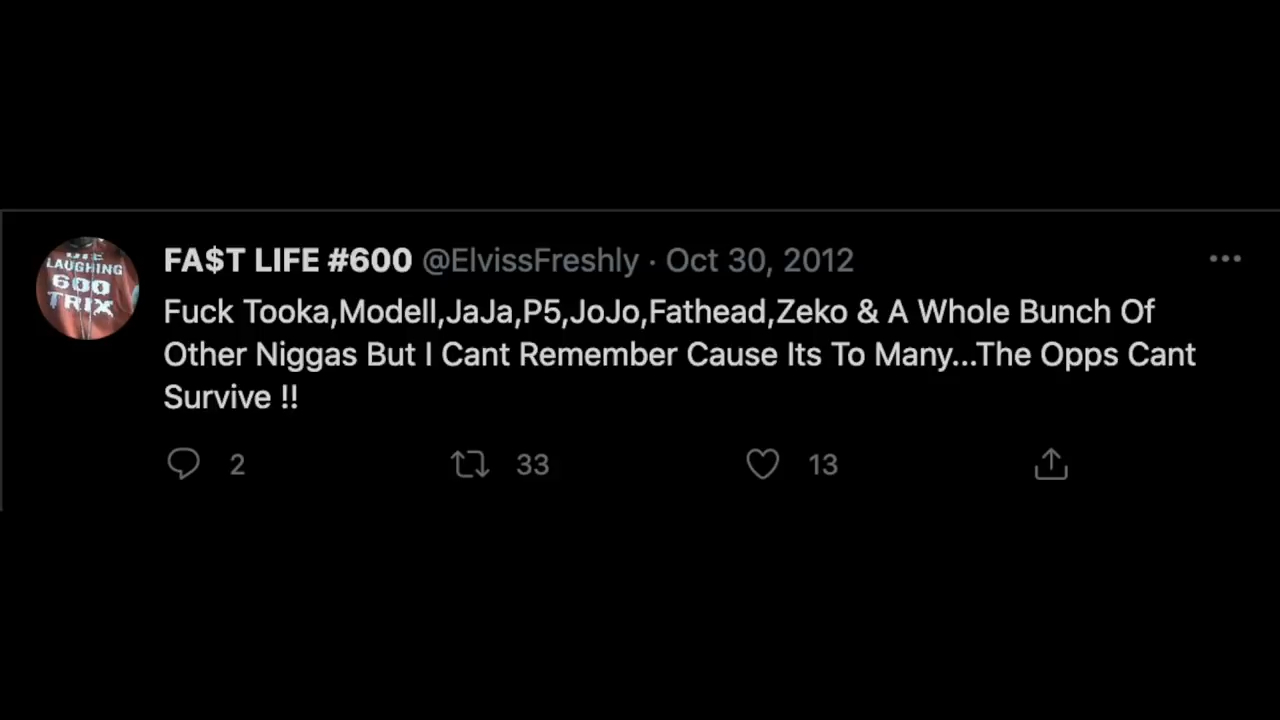 LIFE
LAUGHING
600
TRIX
FA$T LIFE #600 @ElvissFreshly · Oct 30, 2012
Fuck Tooka,Modell,JaJa,P5,JoJo,Fathead,Zeko & A Whole Bunch Of
Other Niggas But I Cant Remember Cause Its To Many...The Opps Cant
Survive !!
2 33 13